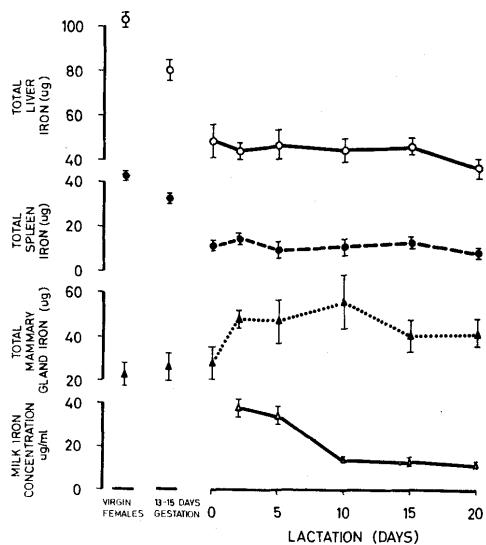 TOTAL
LIVER
IRON (ug)
100
80
60
40
TOTAL
SPLEEN
IRON (ug)
40
20
0
TOTAL
MAMMARY
GLAND IRON (ug)
60
40
20
MILK IRON
CONCENTRATION
ug/ml
40
20
0
VIRGIN
FEMALES
13-15 DAYS
GESTATION
0 5 10 15 20
LACTATION (DAYS)